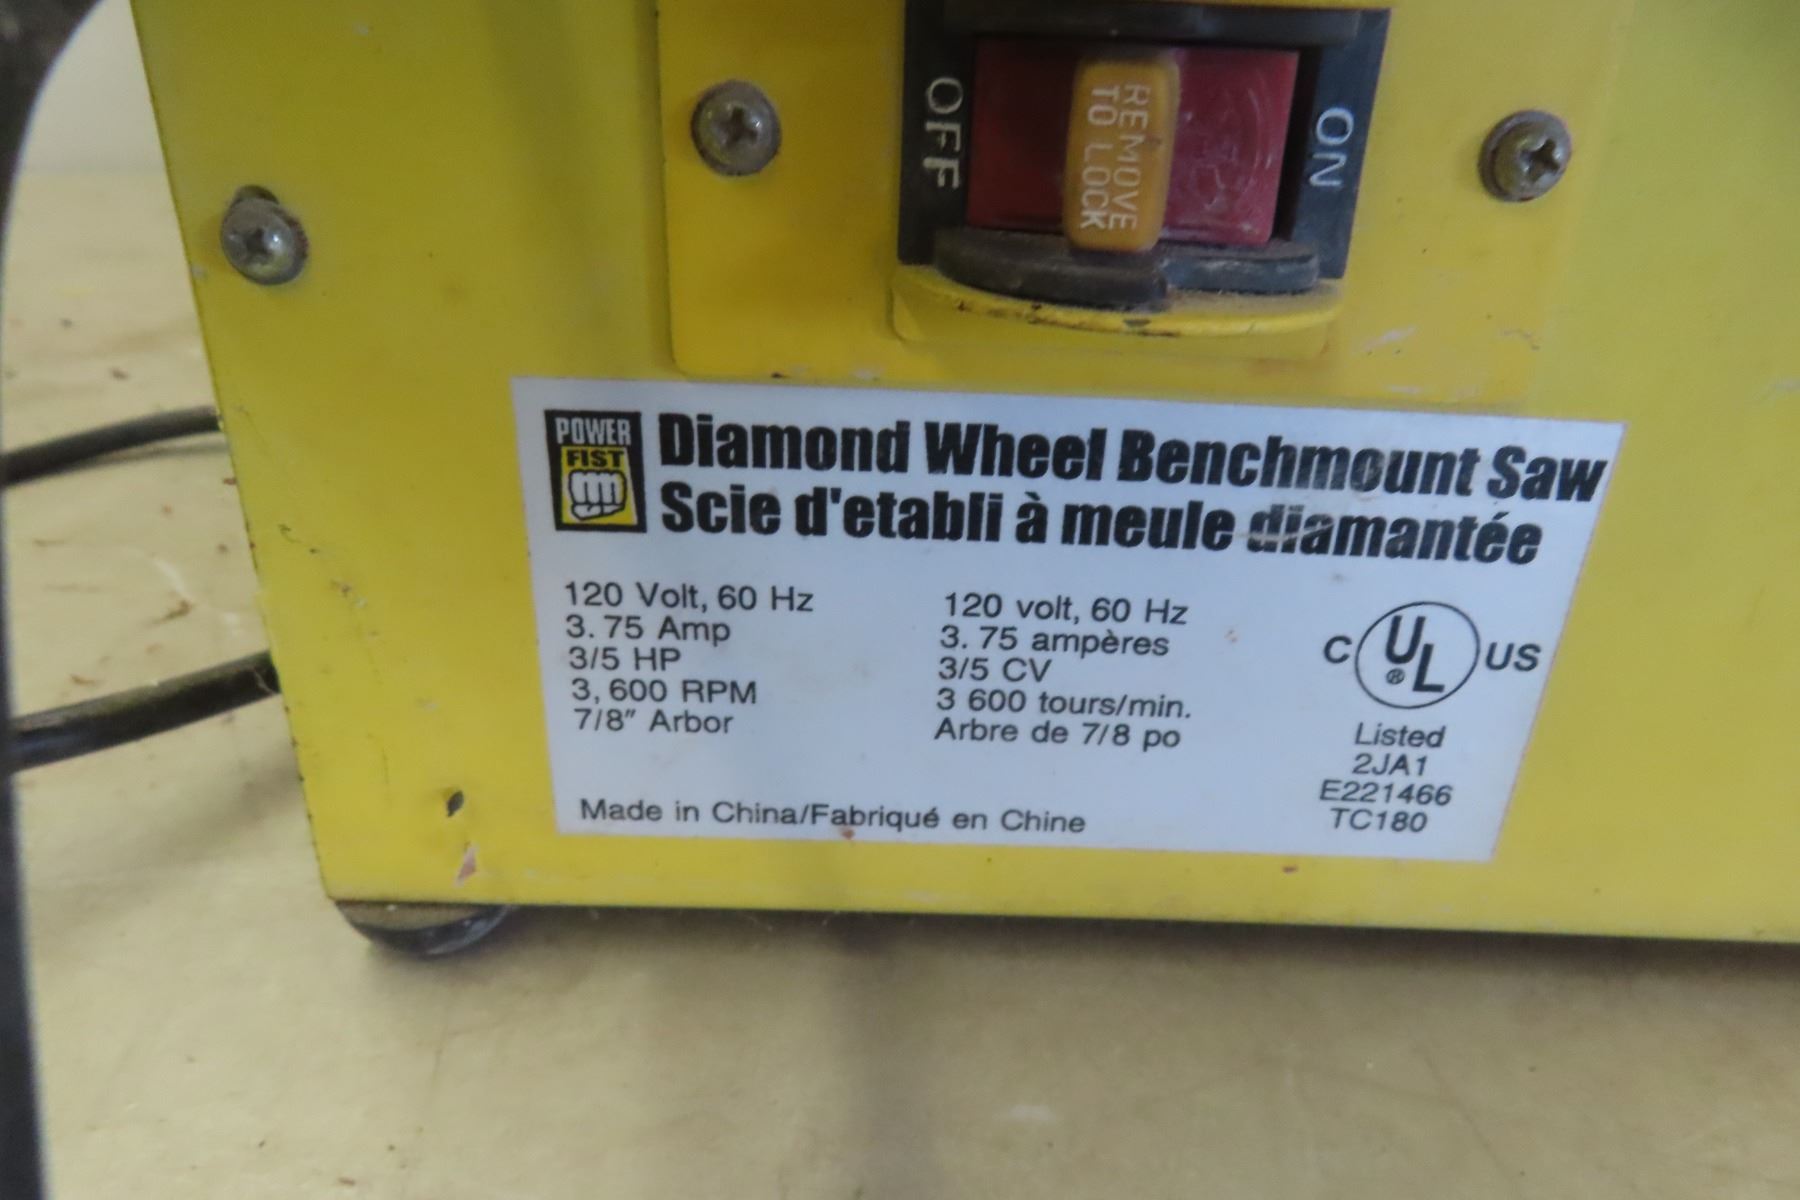 OFF
REMOVE
TO LOCK
ON
POWER
FIST
Diamond Wheel Benchmount Saw
Scie d'etabli à meule diamantée
120 Volt, 60 Hz
3.75 Amp
3/5 HP
3,600 RPM
7/8" Arbor
120 volt, 60 Hz
3.75 ampères
3/5 CV
3 600 tours/min.
Arbre de 7/8 po
C UL® US
Listed
2JA1
E221466
TC180
Made in China/Fabriqué en Chine